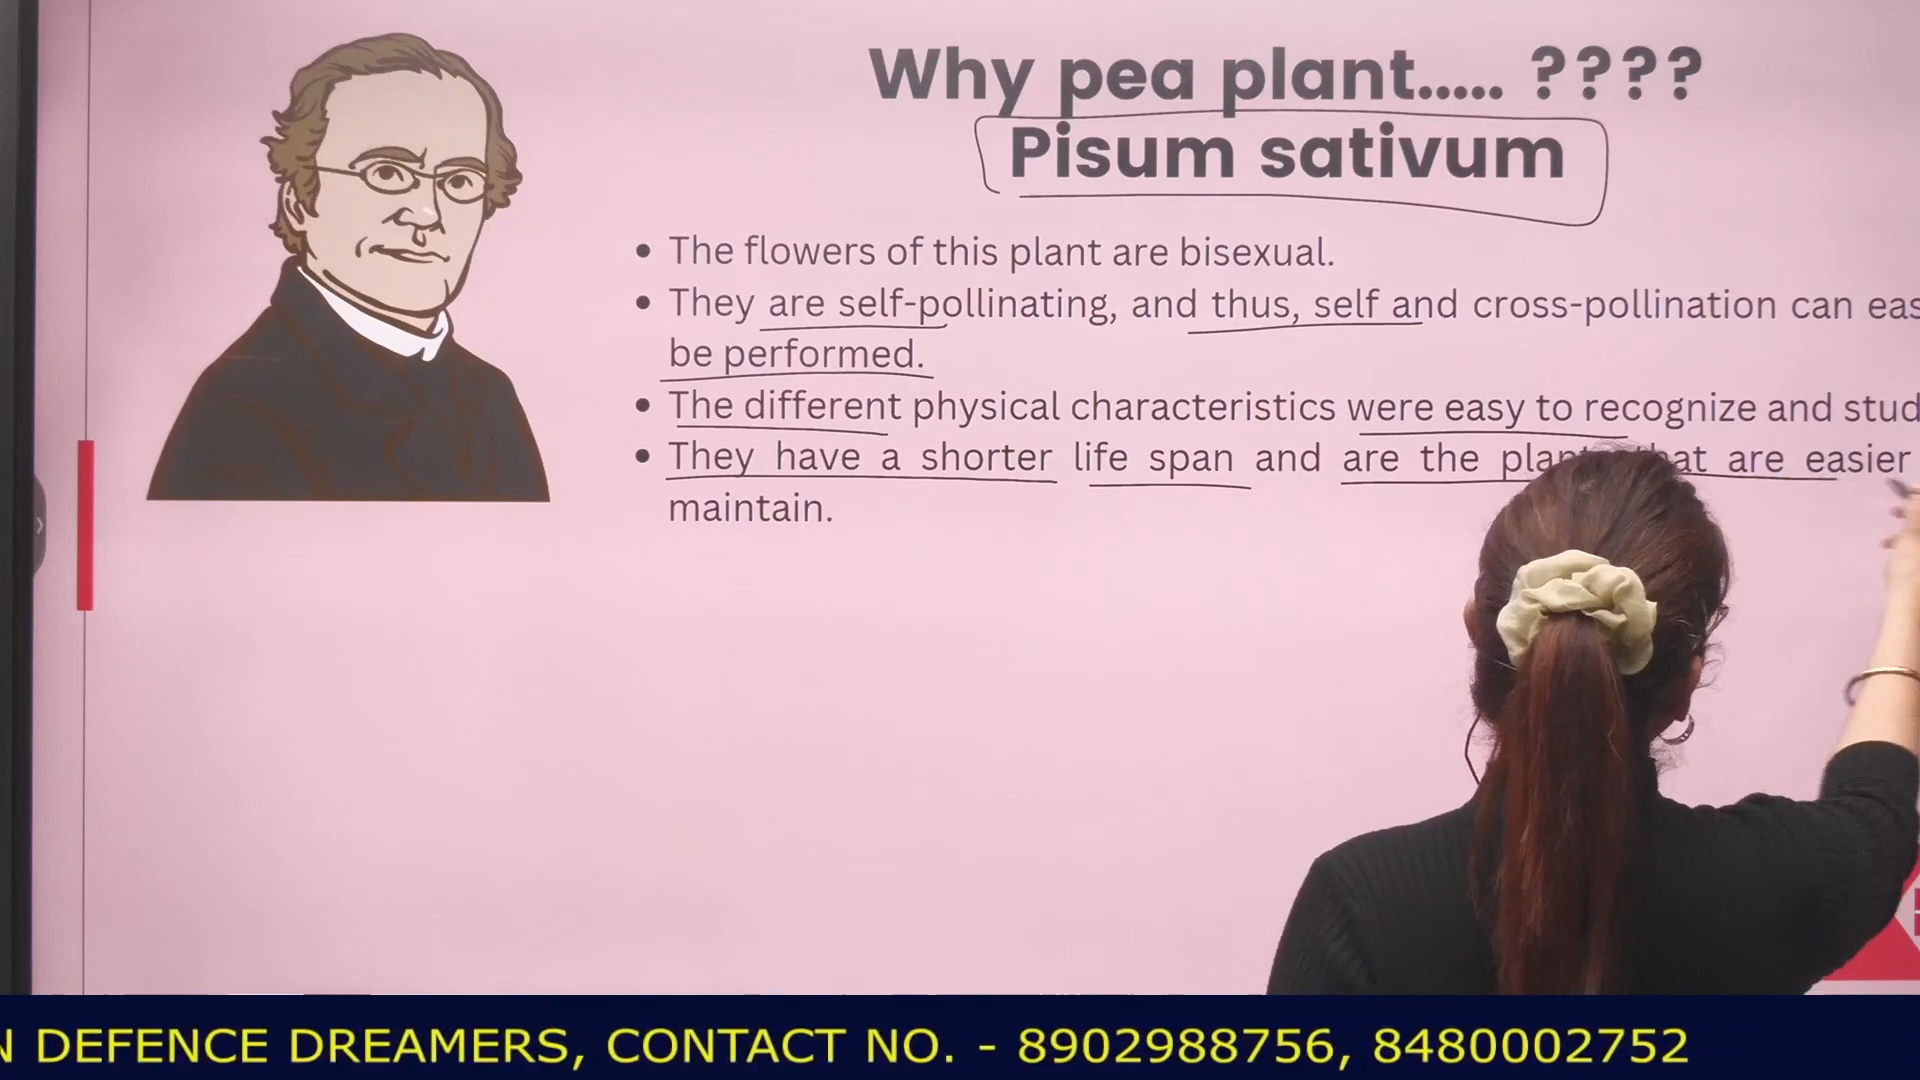 Why pea plant..... ????
Pisum sativum
• The flowers of this plant are bisexual.
• They are self-pollinating, and thus, self and cross-pollination can eas
be performed.
• The different physical characteristics were easy to recognize and stud
• They have a shorter life span and are the plants that are easier
maintain.
N DEFENCE DREAMERS, CONTACT NO. - 8902988756, 8480002752